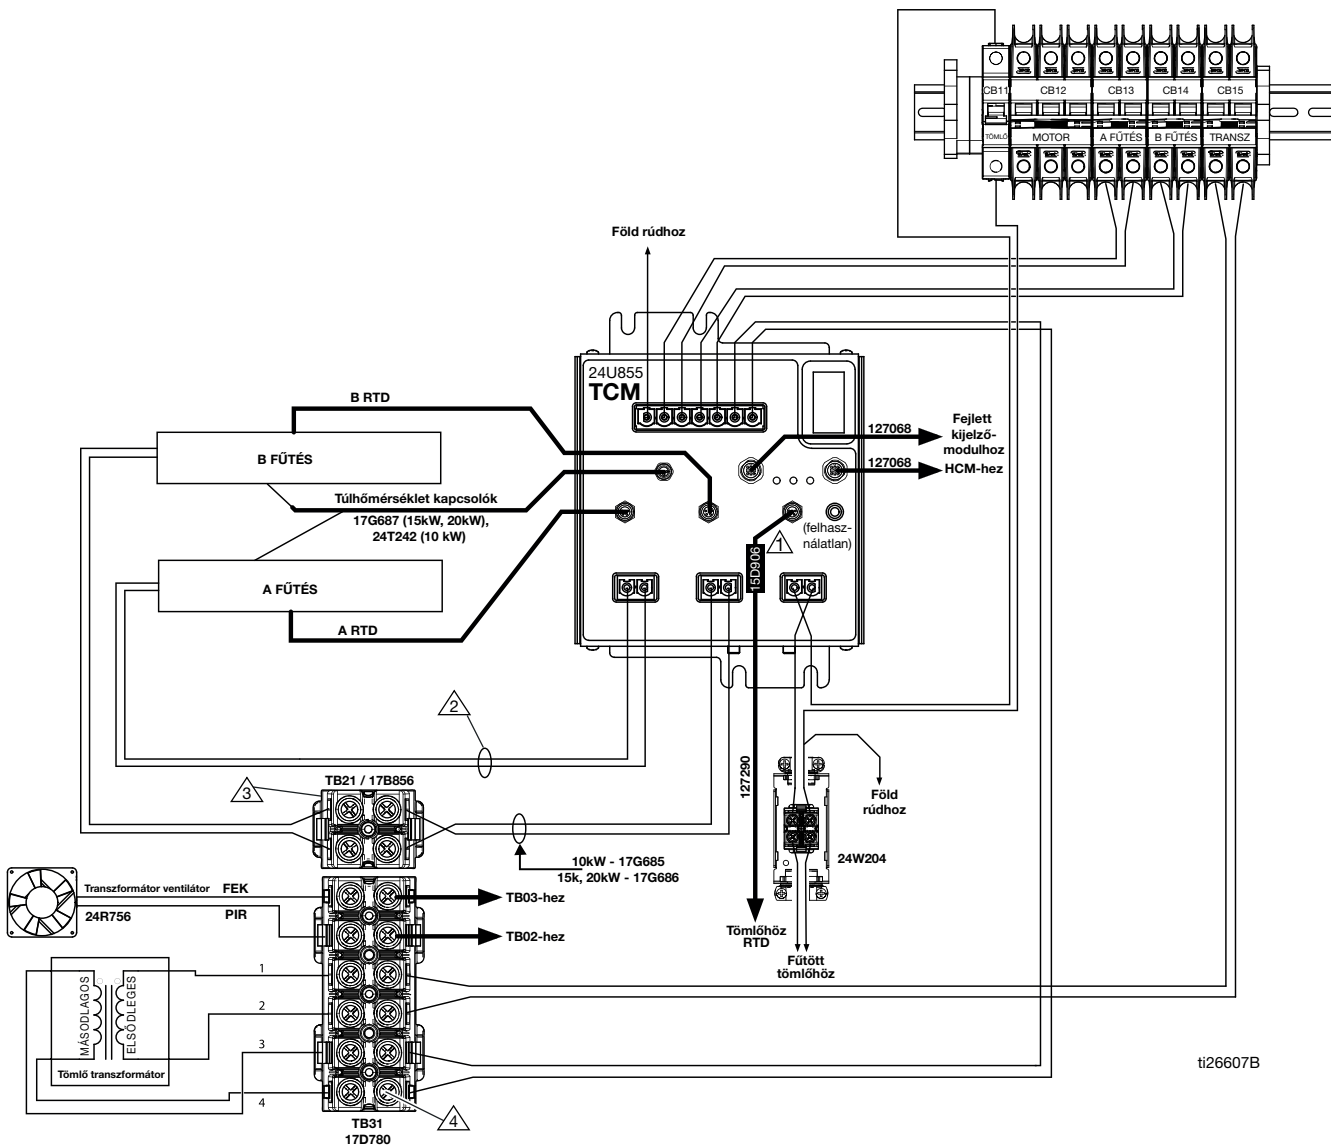 CB11
CB12
CB13
CB14
CB15
TÖMLŐ
MOTOR
A FŰTÉS
B FŰTÉS
TRANSZ
Föld rúdhoz
24U855
TCM
B RTD
B FŰTÉS
Túlhőmérséklet kapcsolók
17G687 (15kW, 20kW),
24T242 (10 kW)
A FŰTÉS
A RTD
127068
Fejlett
kijelző-
modulhoz
127068
HCM-hez
(felhasz-
nálatlan)
1
15D906
2
127290
3
TB21 / 17B856
Föld
rúdhoz
24W204
10kW - 17G685
15k, 20kW - 17G686
Transzformátor ventilátor
24R756
FEK
PIR
TB03-hez
TB02-hez
Tömlőhöz
RTD
Fűtött
tömlőhöz
MÁSODLAGOS
ELSŐDLEGES
Tömlő transzformátor
1
2
3
4
4
TB31
17D780
ti26607B